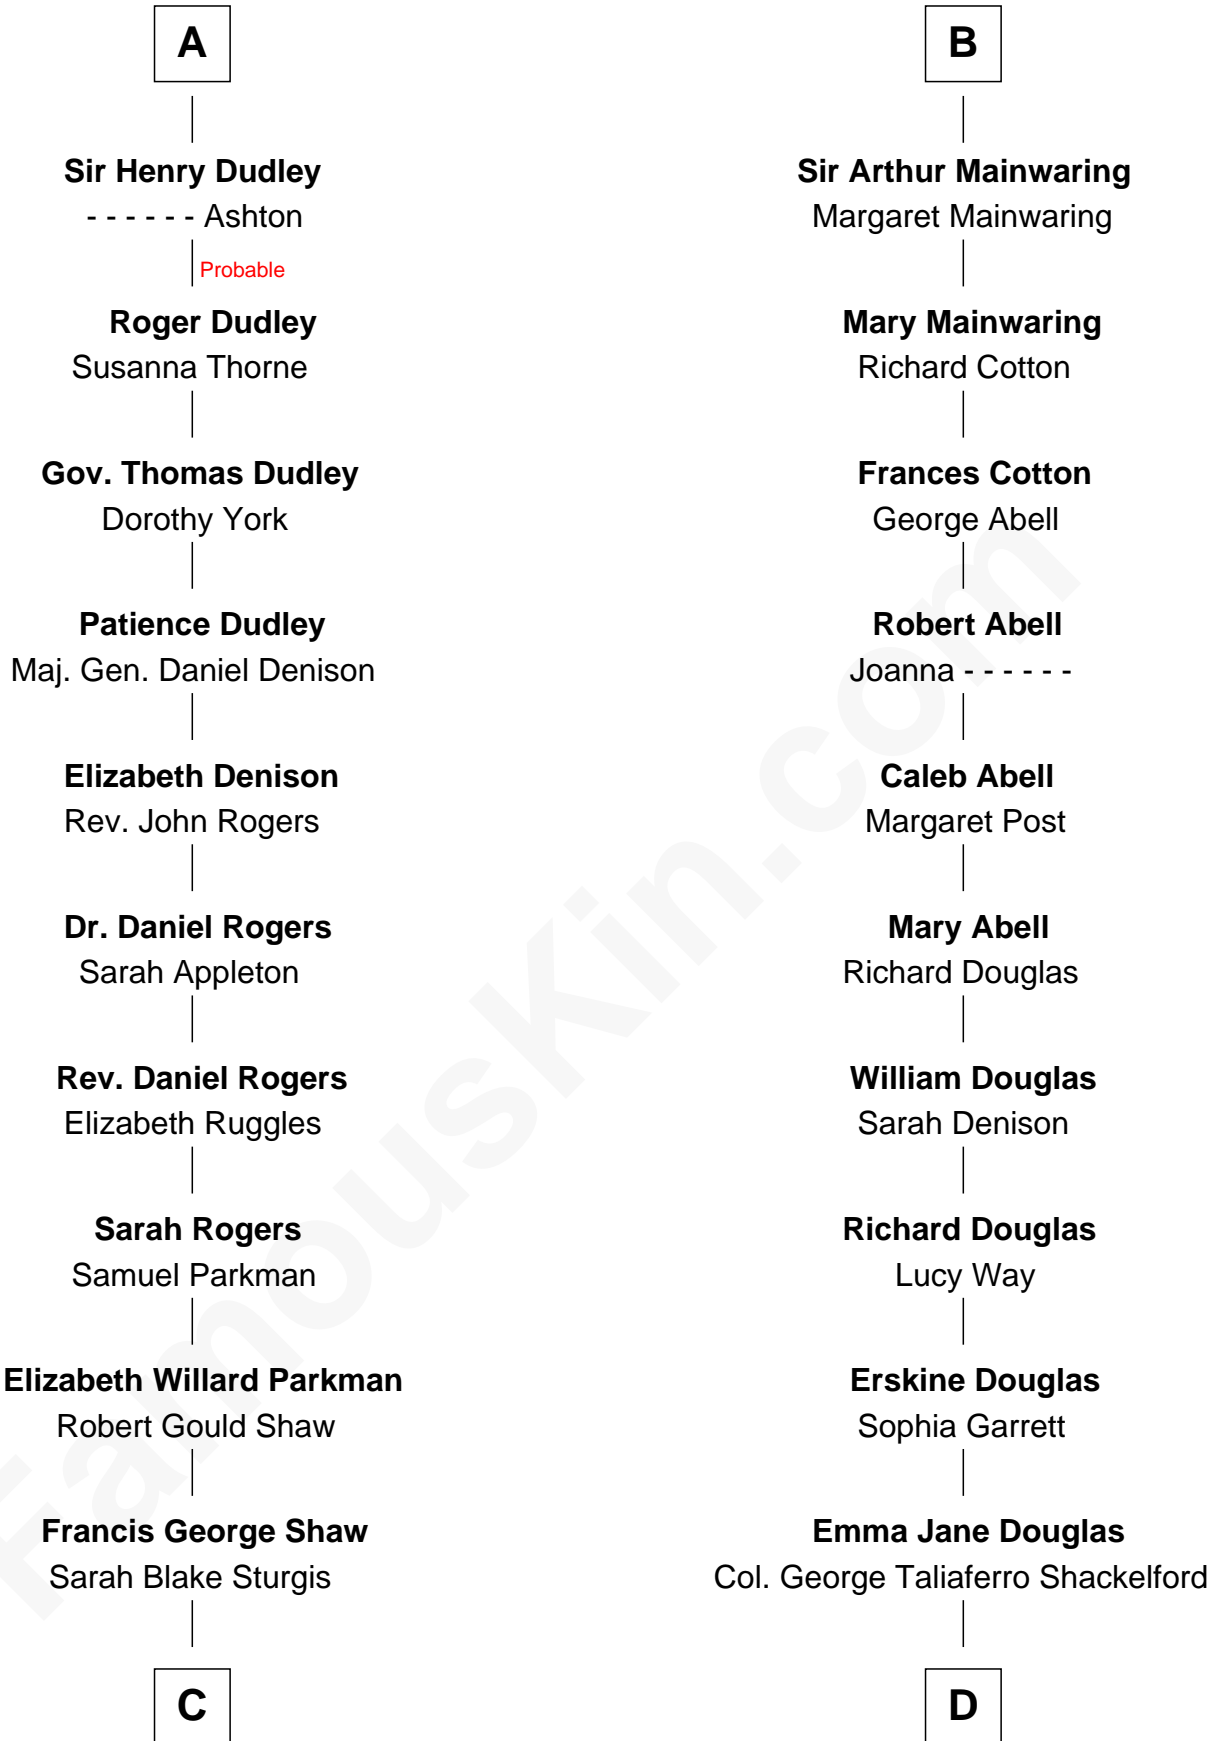 A
Sir Henry Dudley
- - - - - - Ashton
Probable
Roger Dudley
Susanna Thorne
Gov. Thomas Dudley
Dorothy York
Patience Dudley
Maj. Gen. Daniel Denison
Elizabeth Denison
Rev. John Rogers
Dr. Daniel Rogers
Sarah Appleton
Rev. Daniel Rogers
Elizabeth Ruggles
Sarah Rogers
Samuel Parkman
Elizabeth Willard Parkman
Robert Gould Shaw
Francis George Shaw
Sarah Blake Sturgis
C
B
Sir Arthur Mainwaring
Margaret Mainwaring
Mary Mainwaring
Richard Cotton
Frances Cotton
George Abell
Robert Abell
Joanna - - - - - -
Caleb Abell
Margaret Post
Mary Abell
Richard Douglas
William Douglas
Sarah Denison
Richard Douglas
Lucy Way
Erskine Douglas
Sophia Garrett
Emma Jane Douglas
Col. George Taliaferro Shackelford
D
FamousKin.com